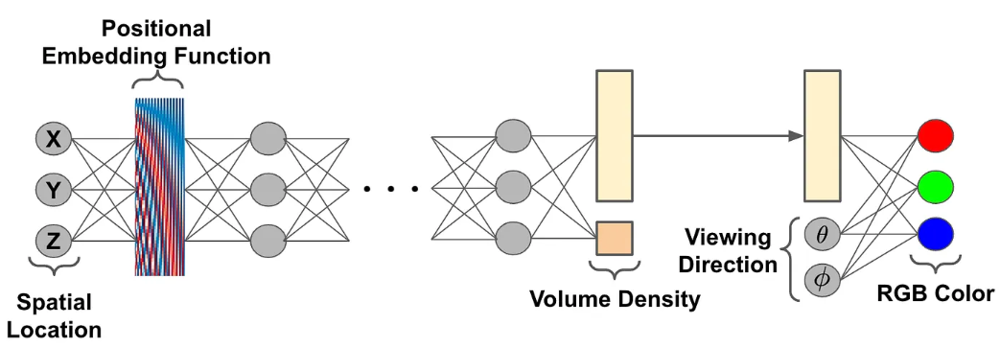 Positional
Embedding Function
X
Y
Z
Spatial
Location
Volume Density
Viewing
Direction
θ
ϕ
RGB Color